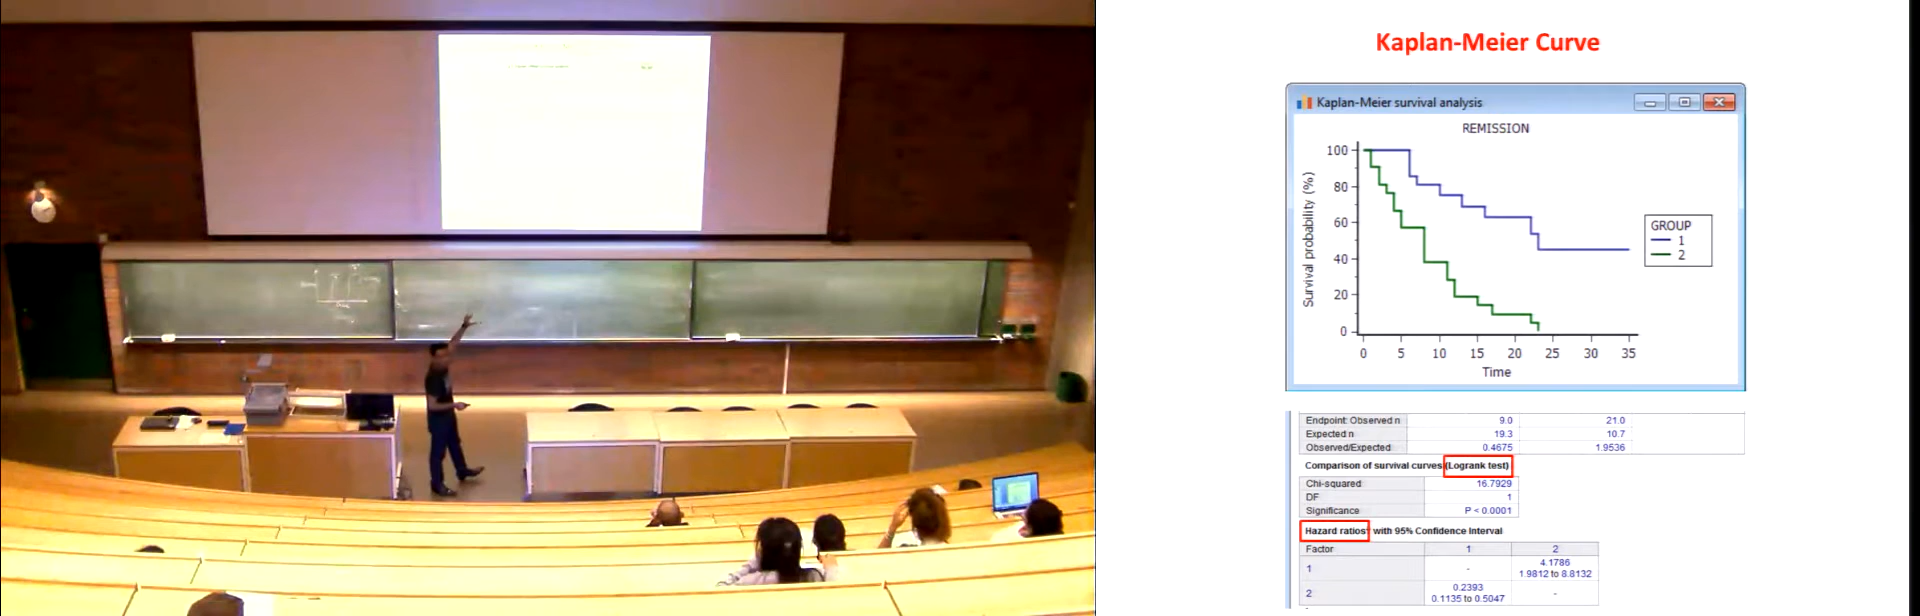 Kaplan-Meier Curve
Kaplan-Meier survival analysis
REMISSION
Survival probability (%)
100
80
60
40
20
0
0 5 10 15 20 25 30 35
Time
GROUP
1
2
Endpoint: Observed n 9.0 21.0
Expected n 19.3 10.7
Observed/Expected 0.4675 1.9536
Comparison of survival curves (Logrank test)
Chi-squared 16.7929
DF 1
Significance P < 0.0001
Hazard ratios* with 95% Confidence Interval
Factor 1 2
1 - 4.1786
1.9812 to 8.8132
2 0.2393 -
0.1135 to 0.5047